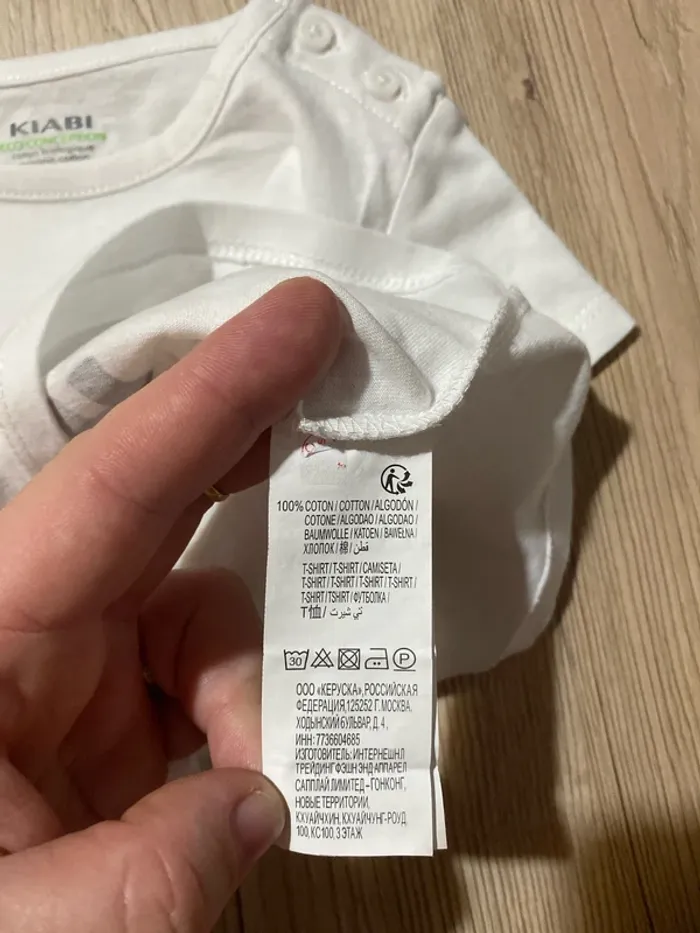 KIABI
100% COTON / COTTON / ALGODÓN /
COTONE / ALGODAO / ALGODAO /
BAUMWOLLE / KATOEN / BAWEŁNA /
ХЛОПОК / 棉 / قطن
T-SHIRT / T-SHIRT / CAMISETA /
T-SHIRT / T-SHIRT / T-SHIRT / T-SHIRT /
T-SHIRT / TSHIRT / ФУТБОЛКА /
T恤 / تي شيرت
30 P
ООО «КЕРУСКА», РОССИЙСКАЯ
ФЕДЕРАЦИЯ,125252 Г.МОСКВА,
ХОДЫНСКИЙ БУЛЬВАР, Д. 4 ,
ИНН: 7736604685
ИЗГОТОВИТЕЛЬ: ИНТЕРНЕШНЛ
ТРЕЙДИНГ ФЭШН ЭНД АППАРЕЛ
САППЛАЙ ЛИМИТЕД – ГОНКОНГ,
НОВЫЕ ТЕРРИТОРИИ,
КХУАЙЧХИН, КХУАЙЧУНГ-РОУД
100, КС100, 3 ЭТАЖ